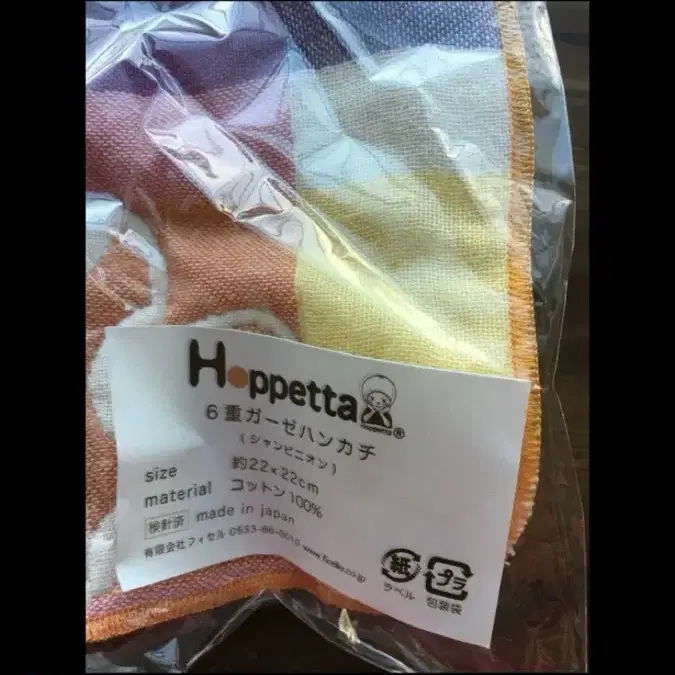 Hoppetta
Hoppetta ®
6重ガーゼハンカチ
(シャンピニオン)
size 約22×22cm
material コットン100%
検針済 made in japan
有限会社フィセル 0533-66-0010 www.ficelle.co.jp
紙 プラ
ラベル 包装袋